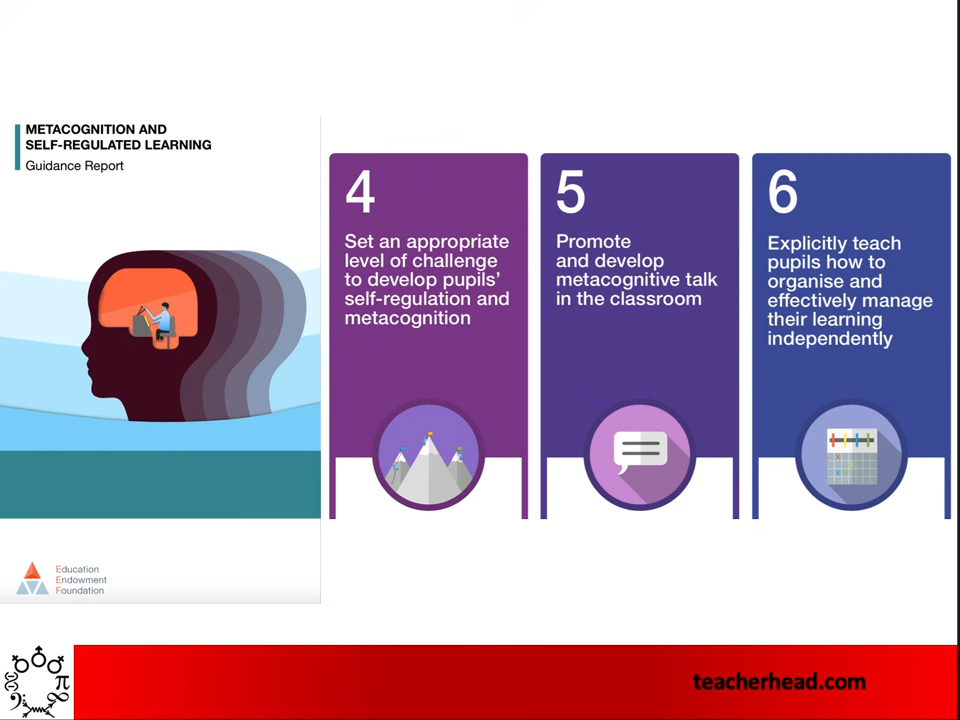 METACOGNITION AND
SELF-REGULATED LEARNING
Guidance Report
Education
Endowment
Foundation
4
Set an appropriate
level of challenge
to develop pupils’
self-regulation and
metacognition
5
Promote
and develop
metacognitive talk
in the classroom
6
Explicitly teach
pupils how to
organise and
effectively manage
their learning
independently
teacherhead.com